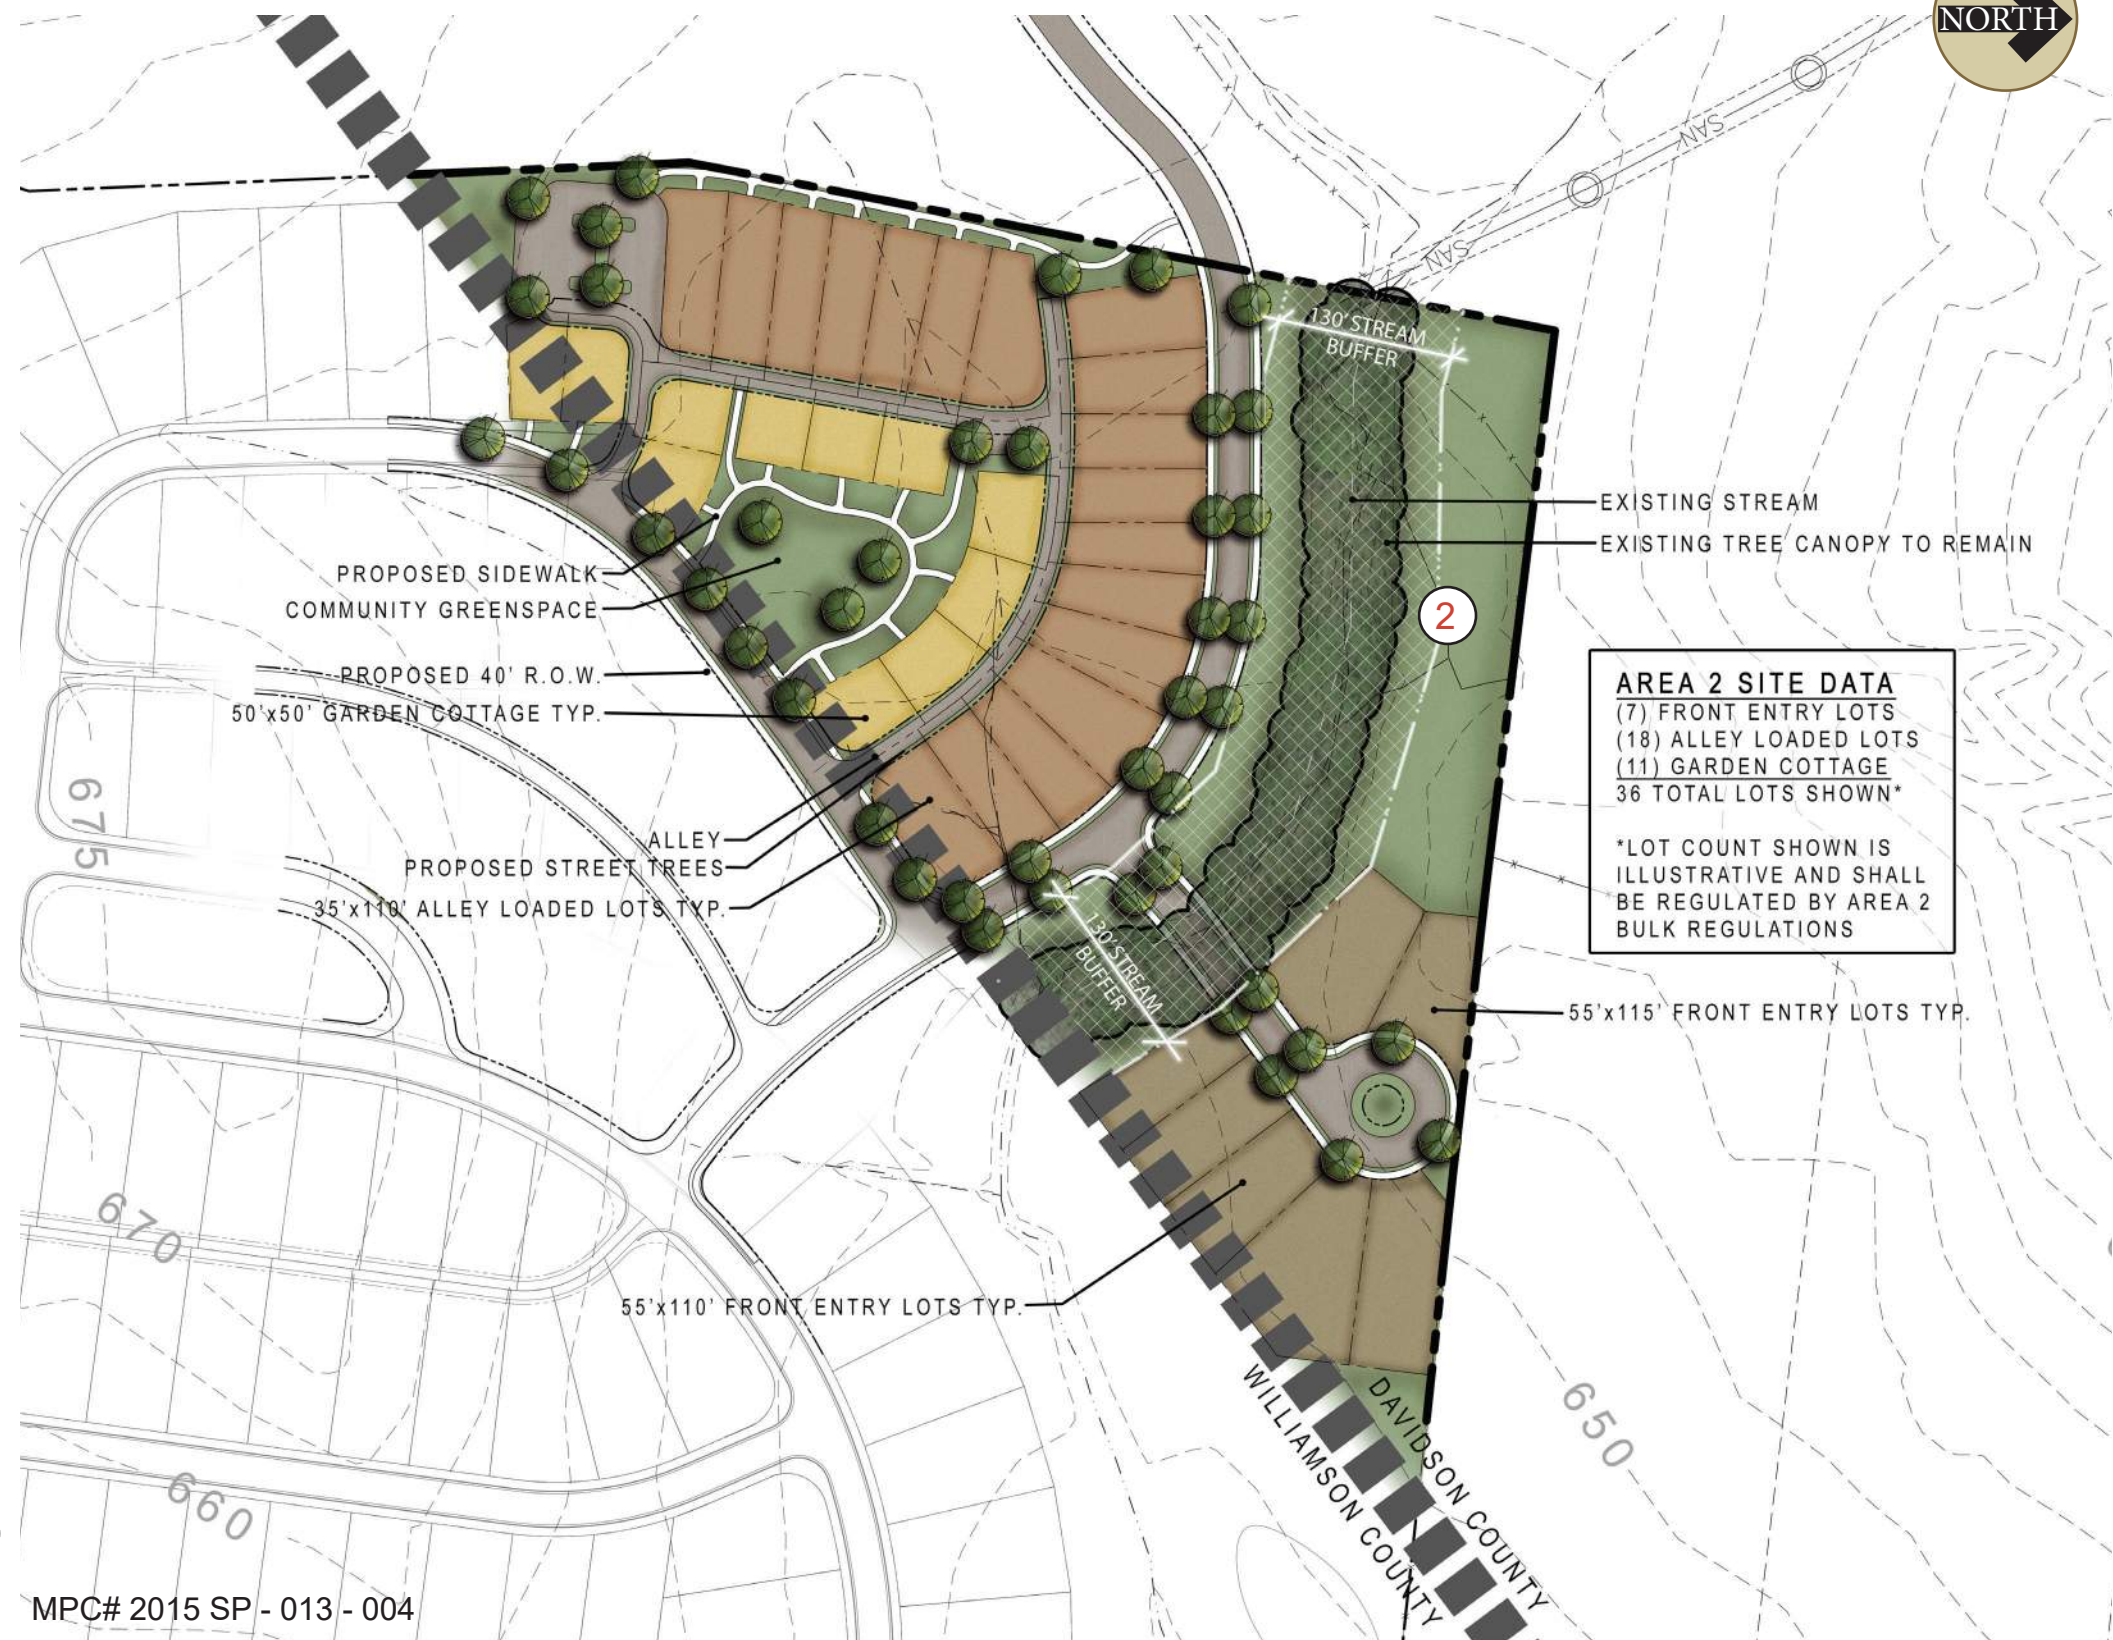 NORTH
SAN
SAN
130' STREAM
BUFFER
EXISTING STREAM
EXISTING TREE CANOPY TO REMAIN
2
PROPOSED SIDEWALK
COMMUNITY GREENSPACE
PROPOSED 40' R.O.W.
50'x50' GARDEN COTTAGE TYP.
ALLEY
PROPOSED STREET TREES
35'x110' ALLEY LOADED LOTS TYP.
675
130' STREAM
BUFFER
AREA 2 SITE DATA
(7) FRONT ENTRY LOTS
(18) ALLEY LOADED LOTS
(11) GARDEN COTTAGE
36 TOTAL LOTS SHOWN*
*LOT COUNT SHOWN IS
ILLUSTRATIVE AND SHALL
BE REGULATED BY AREA 2
BULK REGULATIONS
55'x115' FRONT ENTRY LOTS TYP.
670
55'x110' FRONT ENTRY LOTS TYP.
650
660
DAVIDSON COUNTY
WILLIAMSON COUNTY
MPC# 2015 SP - 013 - 004